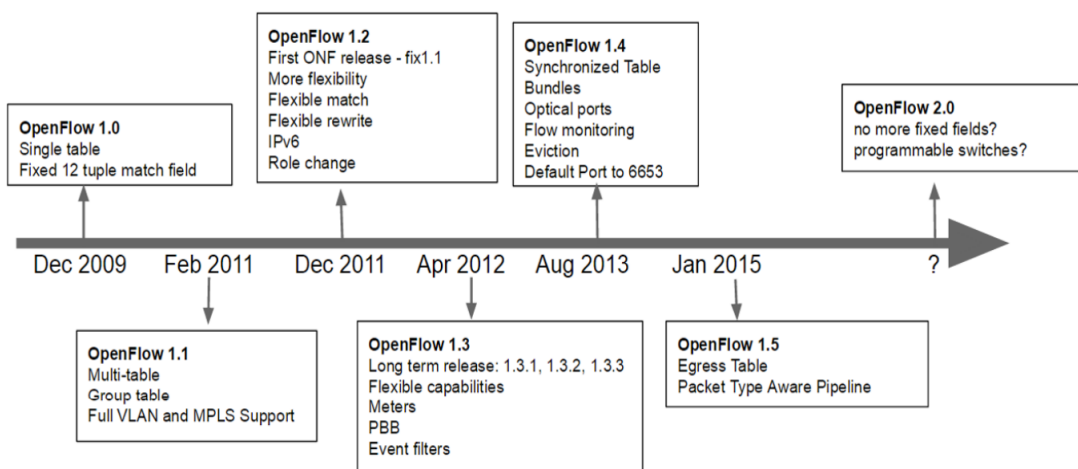 OpenFlow 1.0
Single table
Fixed 12 tuple match field
OpenFlow 1.2
First ONF release - fix1.1
More flexibility
Flexible match
Flexible rewrite
IPv6
Role change
OpenFlow 1.4
Synchronized Table
Bundles
Optical ports
Flow monitoring
Eviction
Default Port to 6653
OpenFlow 2.0
no more fixed fields?
programmable switches?
Dec 2009 Feb 2011 Dec 2011 Apr 2012 Aug 2013 Jan 2015 ?
OpenFlow 1.1
Multi-table
Group table
Full VLAN and MPLS Support
OpenFlow 1.3
Long term release: 1.3.1, 1.3.2, 1.3.3
Flexible capabilities
Meters
PBB
Event filters
OpenFlow 1.5
Egress Table
Packet Type Aware Pipeline